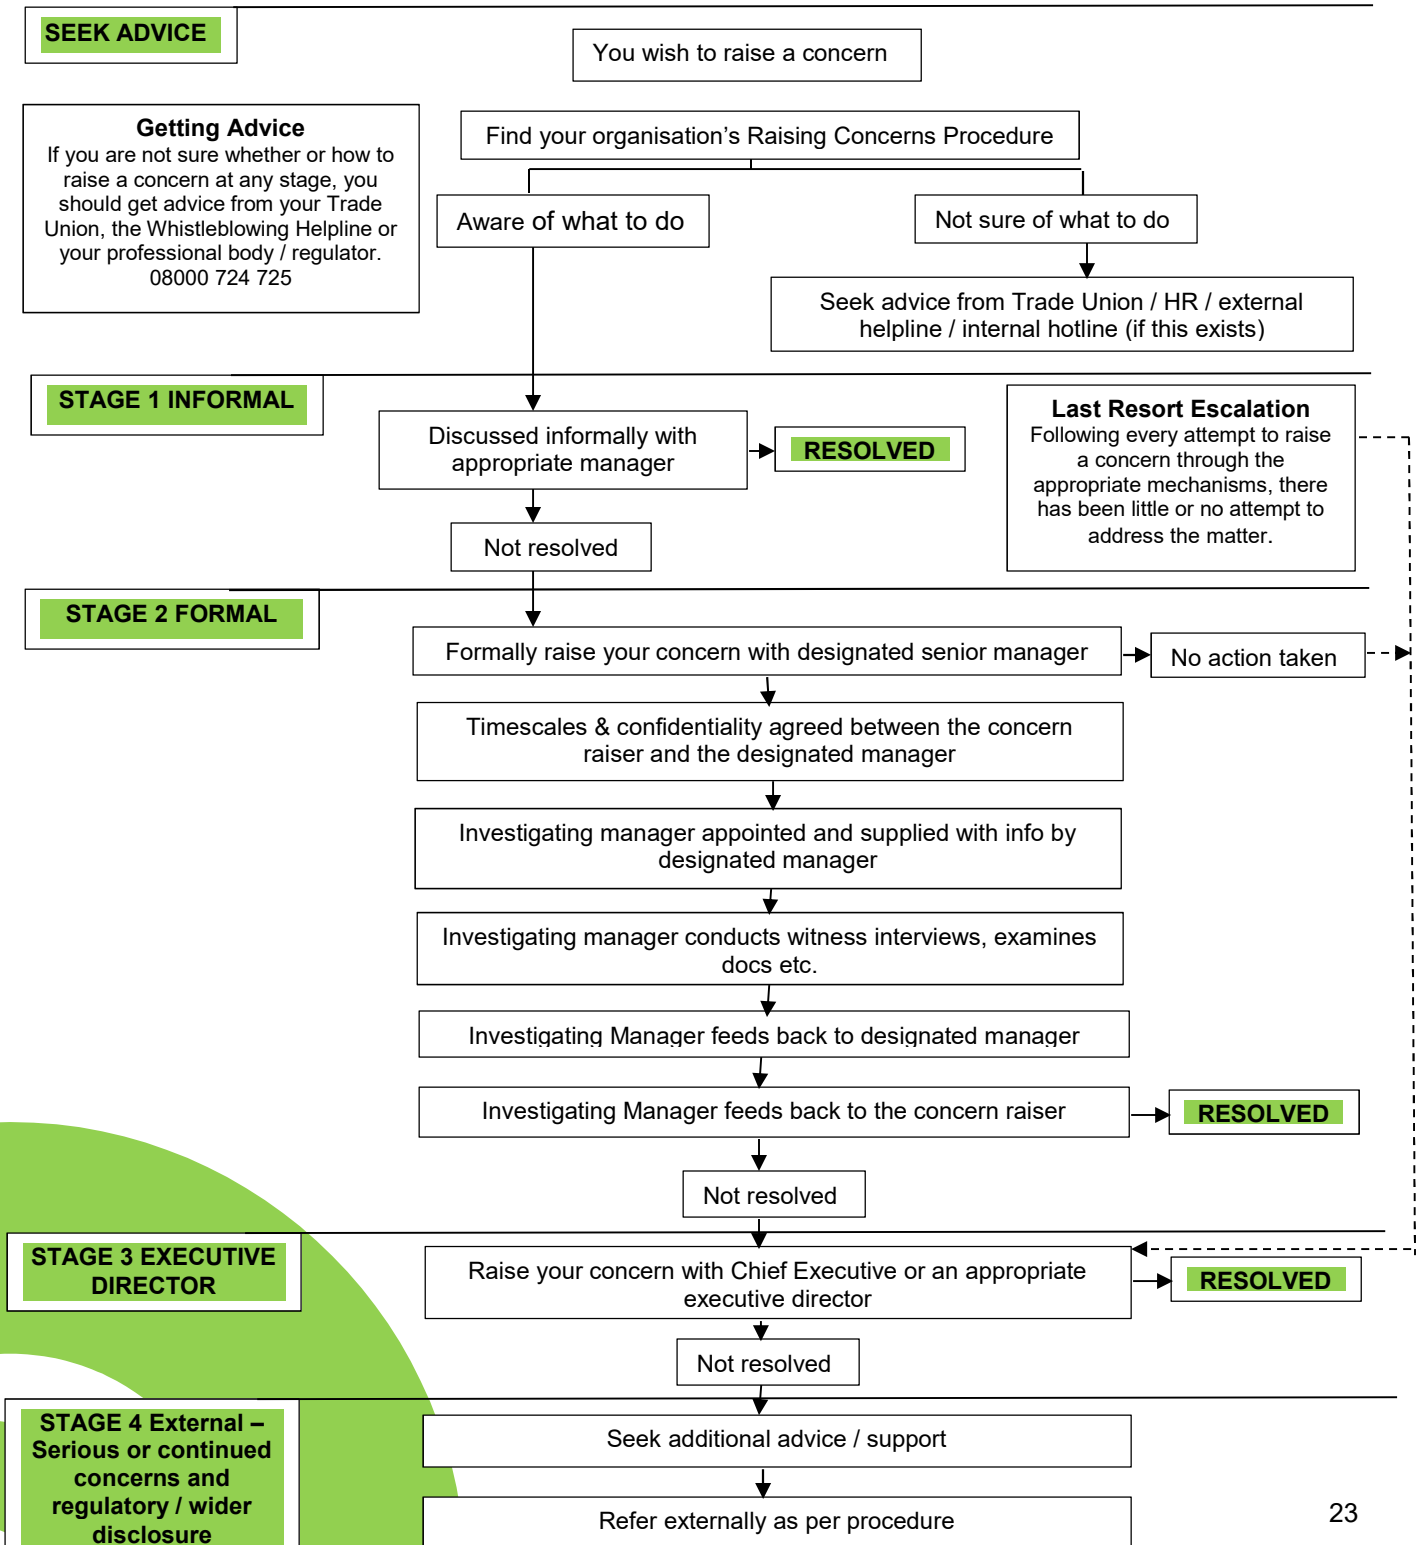 SEEK ADVICE
You wish to raise a concern
Getting Advice
If you are not sure whether or how to
raise a concern at any stage, you
should get advice from your Trade
Union, the Whistleblowing Helpline or
your professional body / regulator.
08000 724 725
Find your organisation’s Raising Concerns Procedure
Aware of what to do
Not sure of what to do
Seek advice from Trade Union / HR / external
helpline / internal hotline (if this exists)
STAGE 1 INFORMAL
Discussed informally with
appropriate manager
RESOLVED
Last Resort Escalation
Following every attempt to raise
a concern through the
appropriate mechanisms, there
has been little or no attempt to
address the matter.
Not resolved
STAGE 2 FORMAL
Formally raise your concern with designated senior manager
No action taken
Timescales & confidentiality agreed between the concern
raiser and the designated manager
Investigating manager appointed and supplied with info by
designated manager
Investigating manager conducts witness interviews, examines
docs etc.
Investigating Manager feeds back to designated manager
Investigating Manager feeds back to the concern raiser
RESOLVED
Not resolved
STAGE 3 EXECUTIVE
DIRECTOR
Raise your concern with Chief Executive or an appropriate
executive director
RESOLVED
Not resolved
STAGE 4 External –
Serious or continued
concerns and
regulatory / wider
disclosure
Seek additional advice / support
Refer externally as per procedure
23